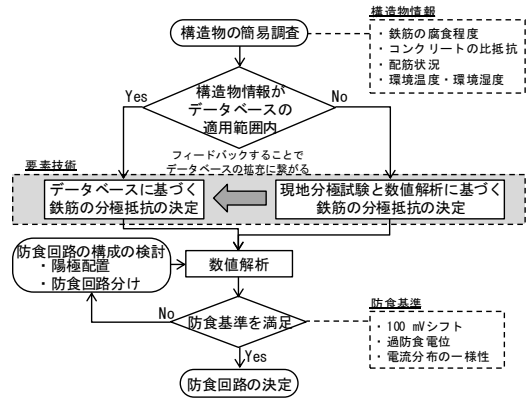 構造物情報
構造物の簡易調査
・鉄筋の腐食程度
・コンクリートの比抵抗
・配筋状況
・環境温度・環境湿度
Yes
構造物情報が
データベースの
適用範囲内
No
フィードバックすることで
データベースの拡充に繋がる
要素技術
データベースに基づく
鉄筋の分極抵抗の決定
現地分極試験と数値解析に基づく
鉄筋の分極抵抗の決定
防食回路の構成の検討
・陽極配置
・防食回路分け
数値解析
防食基準
No
防食基準を満足
・100 mVシフト
・過防食電位
・電流分布の一様性
Yes
防食回路の決定